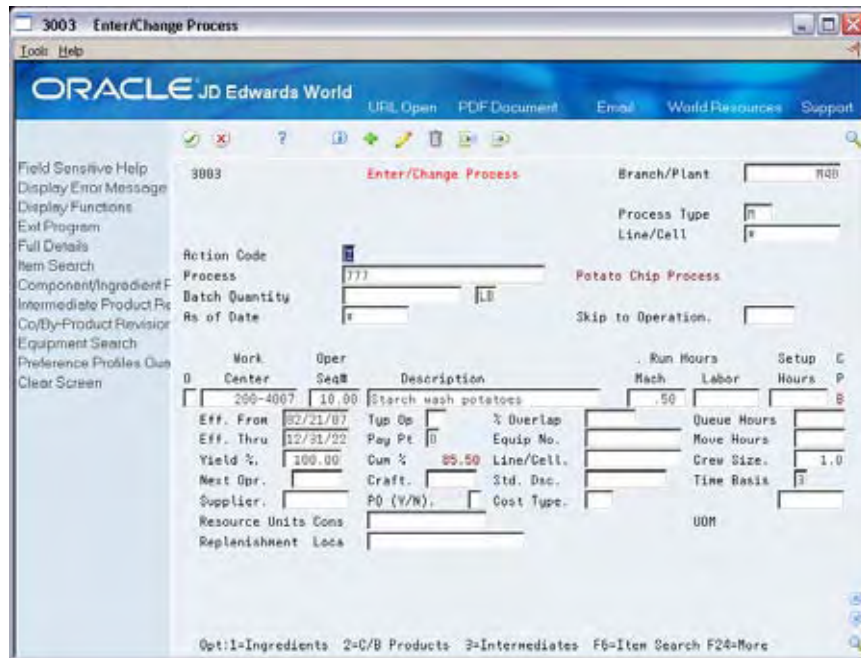 3003 Enter/Change Process
Tools Help
ORACLE JD Edwards World
URL Open PDF Document Email World Resources Support
Field Sensitive Help
Display Error Message
Display Functions
Exit Program
Full Details
Item Search
Component/Ingredient F
Intermediate Product Re
Co/By-Product Revision
Equipment Search
Preference Profiles Que
Clear Screen
3003 Enter/Change Process Branch/Plant M40
Process Type M
Line/Cell *
Action Code
Process 777 Potato Chip Process
Batch Quantity LB
As of Date * Skip to Operation.
Work Oper . Run Hours Setup C
O Center Seq# Description Mach Labor Hours P
200-4007 10.00 Starch wash potatoes .50 B
Eff. From 02/21/07 Typ Op % Overlap Queue Hours
Eff. Thru 12/31/22 Pay Pt 0 Equip No. Move Hours
Yield %. 100.00 Cum % 85.50 Line/Cell. Crew Size. 1.0
Next Opr. Craft. Std. Dsc. Time Basis 3
Supplier. PO (Y/N). Cost Type.
Resource Units Cons UOM
Replenishment Loca
Opt:1=Ingredients 2=C/B Products 3=Intermediates F6=Item Search F24=More